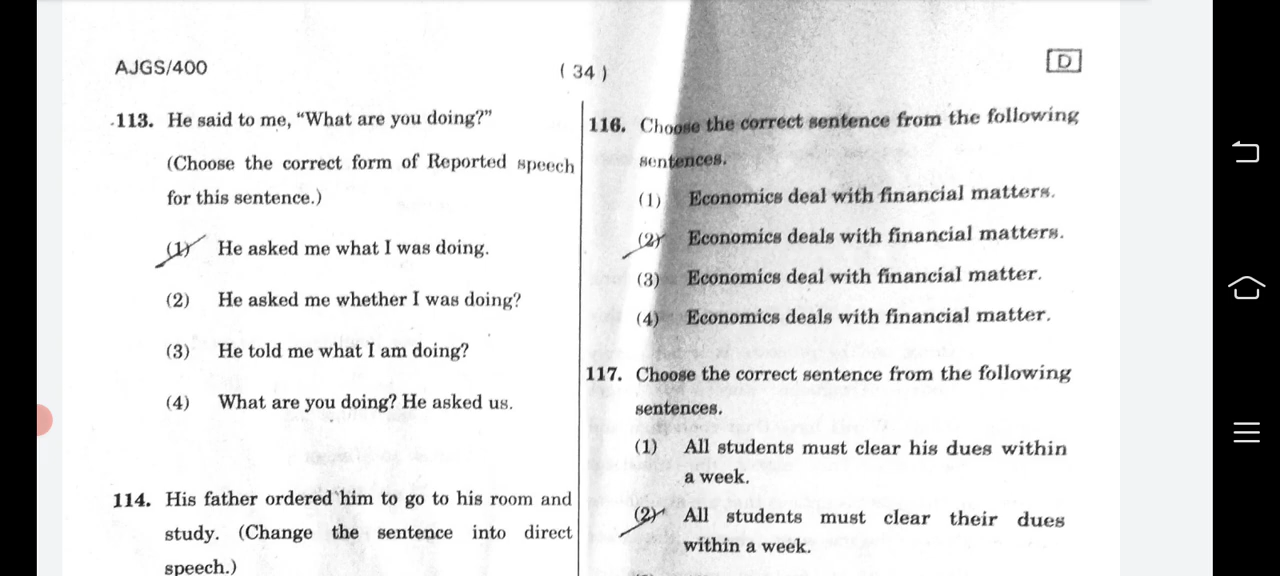 AJGS/400
( 34 )
D
113. He said to me, “What are you doing?”
(Choose the correct form of Reported speech
for this sentence.)
(1) He asked me what I was doing.
(2) He asked me whether I was doing?
(3) He told me what I am doing?
(4) What are you doing? He asked us.
114. His father ordered him to go to his room and
study. (Change the sentence into direct
speech.)
116. Choose the correct sentence from the following
sentences.
(1) Economics deal with financial matters.
(2) Economics deals with financial matters.
(3) Economics deal with financial matter.
(4) Economics deals with financial matter.
117. Choose the correct sentence from the following
sentences.
(1) All students must clear his dues within
a week.
(2) All students must clear their dues
within a week.